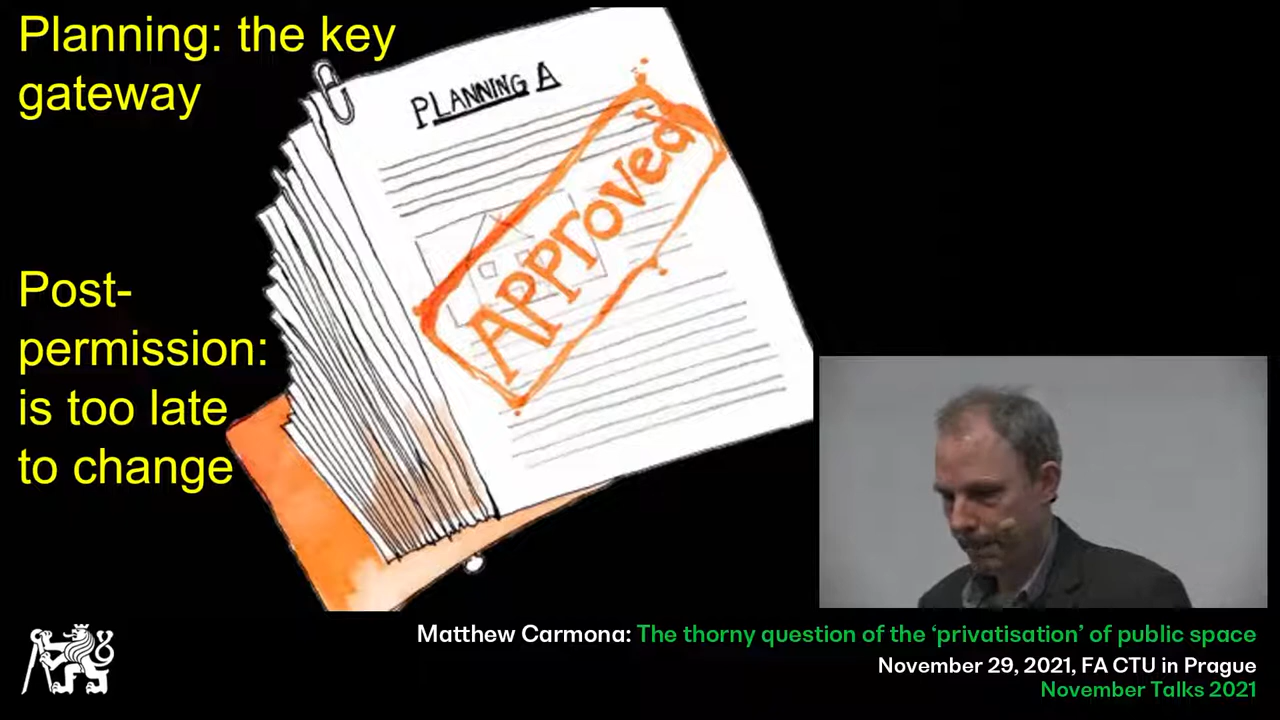 Planning: the key
gateway
PLANNING A
Approved
Post-
permission:
is too late
to change
Matthew Carmona: The thorny question of the ‘privatisation’ of public space
November 29, 2021, FA CTU in Prague
November Talks 2021